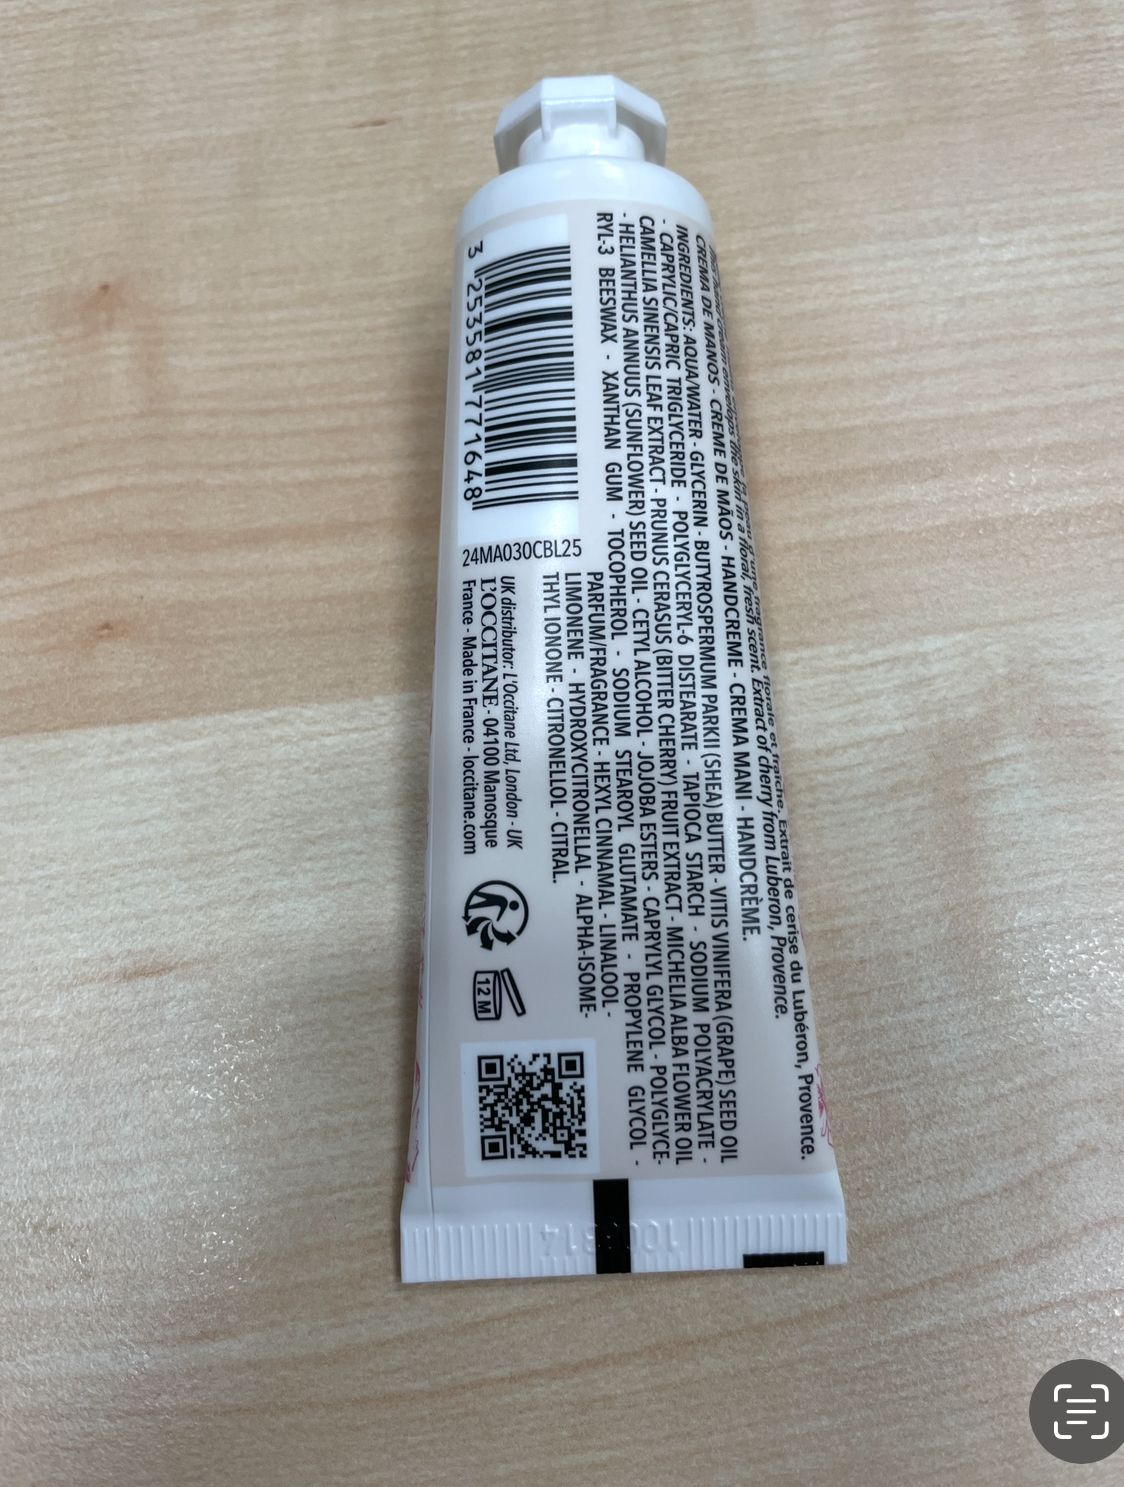 d'une fragrance florale et fraîche. Extrait de cerise du Lubéron, Provence.
envelops the skin in a floral, fresh scent. Extract of cherry from Luberon, Provence.
CREMA DE MANOS - CREME DE MÃOS - HANDCREME - CREMA MANI - HANDCRÈME.
INGREDIENTS: AQUA/WATER - GLYCERIN - BUTYROSPERMUM PARKII (SHEA) BUTTER - VITIS VINIFERA (GRAPE) SEED OIL
- CAPRYLIC/CAPRIC TRIGLYCERIDE - POLYGLYCERYL-6 DISTEARATE - TAPIOCA STARCH - SODIUM POLYACRYLATE -
CAMELLIA SINENSIS LEAF EXTRACT - PRUNUS CERASUS (BITTER CHERRY) FRUIT EXTRACT - MICHELIA ALBA FLOWER OIL
- HELIANTHUS ANNUUS (SUNFLOWER) SEED OIL - CETYL ALCOHOL - JOJOBA ESTERS - CAPRYLYL GLYCOL - POLYGLYCE-
RYL-3 BEESWAX - XANTHAN GUM - TOCOPHEROL - SODIUM STEAROYL GLUTAMATE - PROPYLENE GLYCOL -
PARFUM/FRAGRANCE - HEXYL CINNAMAL - LINALOOL -
LIMONENE - HYDROXYCITRONELLAL - ALPHA-ISOME-
THYL IONONE - CITRONELLOL - CITRAL.
3 253581 771648
24MA030CBL25
UK distributor: L'Occitane Ltd, London - UK
L'OCCITANE - 04100 Manosque
France - Made in France - loccitane.com
12 M